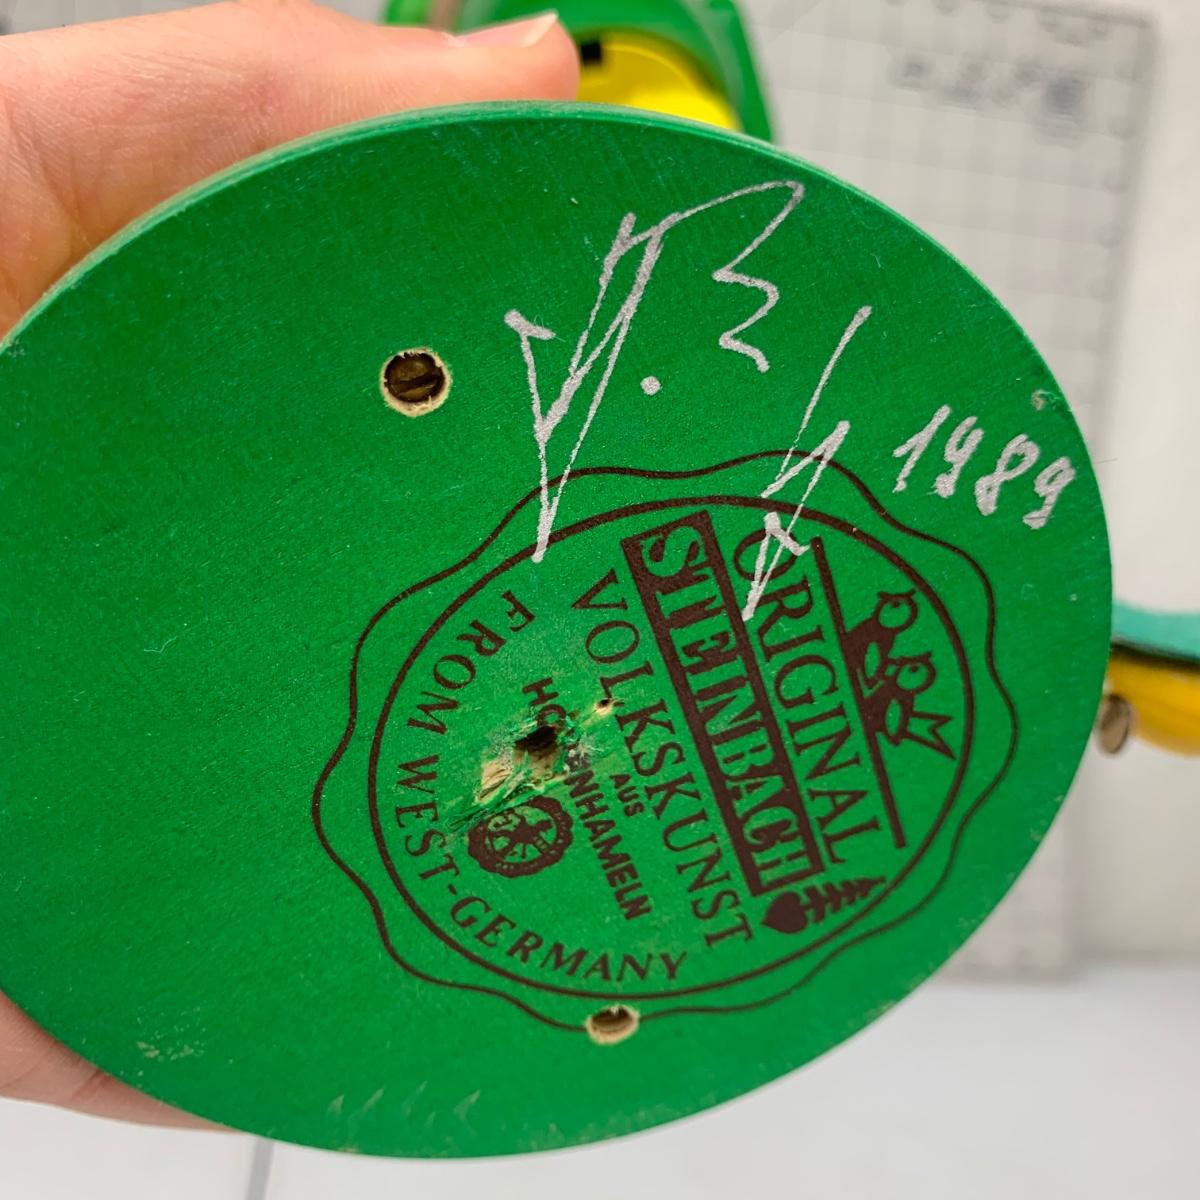 1989
ORIGINAL
STEINBACH
VOLKSKUNST
AUS
HOHENHAMELN
FROM WEST-GERMANY